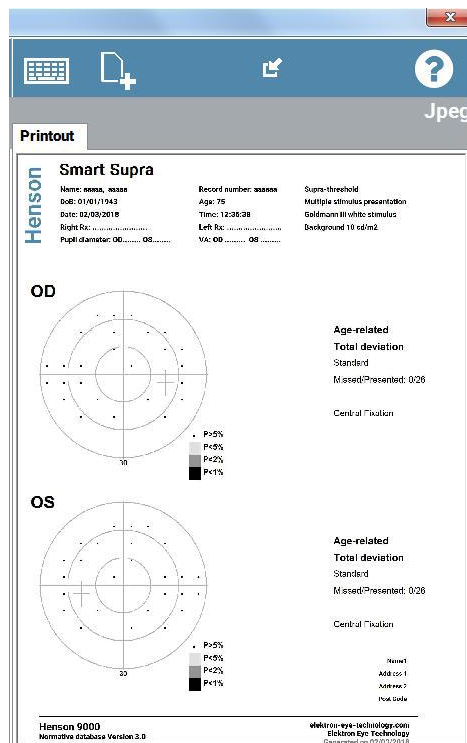 x
?
Jpeg
Printout
Henson
Smart Supra
Name: aaaaa, aaaaa
Record number: aaaaaa
Supra-threshold
DoB: 01/01/1943
Age: 75
Multiple stimulus presentation
Date: 02/03/2018
Time: 12:36:38
Goldmann III white stimulus
Right Rx: ........................
Left Rx: ........................
Background 10 cd/m2
Pupil diameter: OD........ OS........
VA: OD ......... OS .........
OD
Age-related
Total deviation
Standard
Missed/Presented: 0/26
Central Fixation
P>5%
P<5%
P<2%
P<1%
30
OS
Age-related
Total deviation
Standard
Missed/Presented: 0/26
Central Fixation
P>5%
P<5%
P<2%
P<1%
30
Name1
Address 1
Address 2
Post Code
Henson 9000
elektron-eye-technology.com
Normative database Version 3.0
Elektron Eye Technology
Generated on 02/03/2018